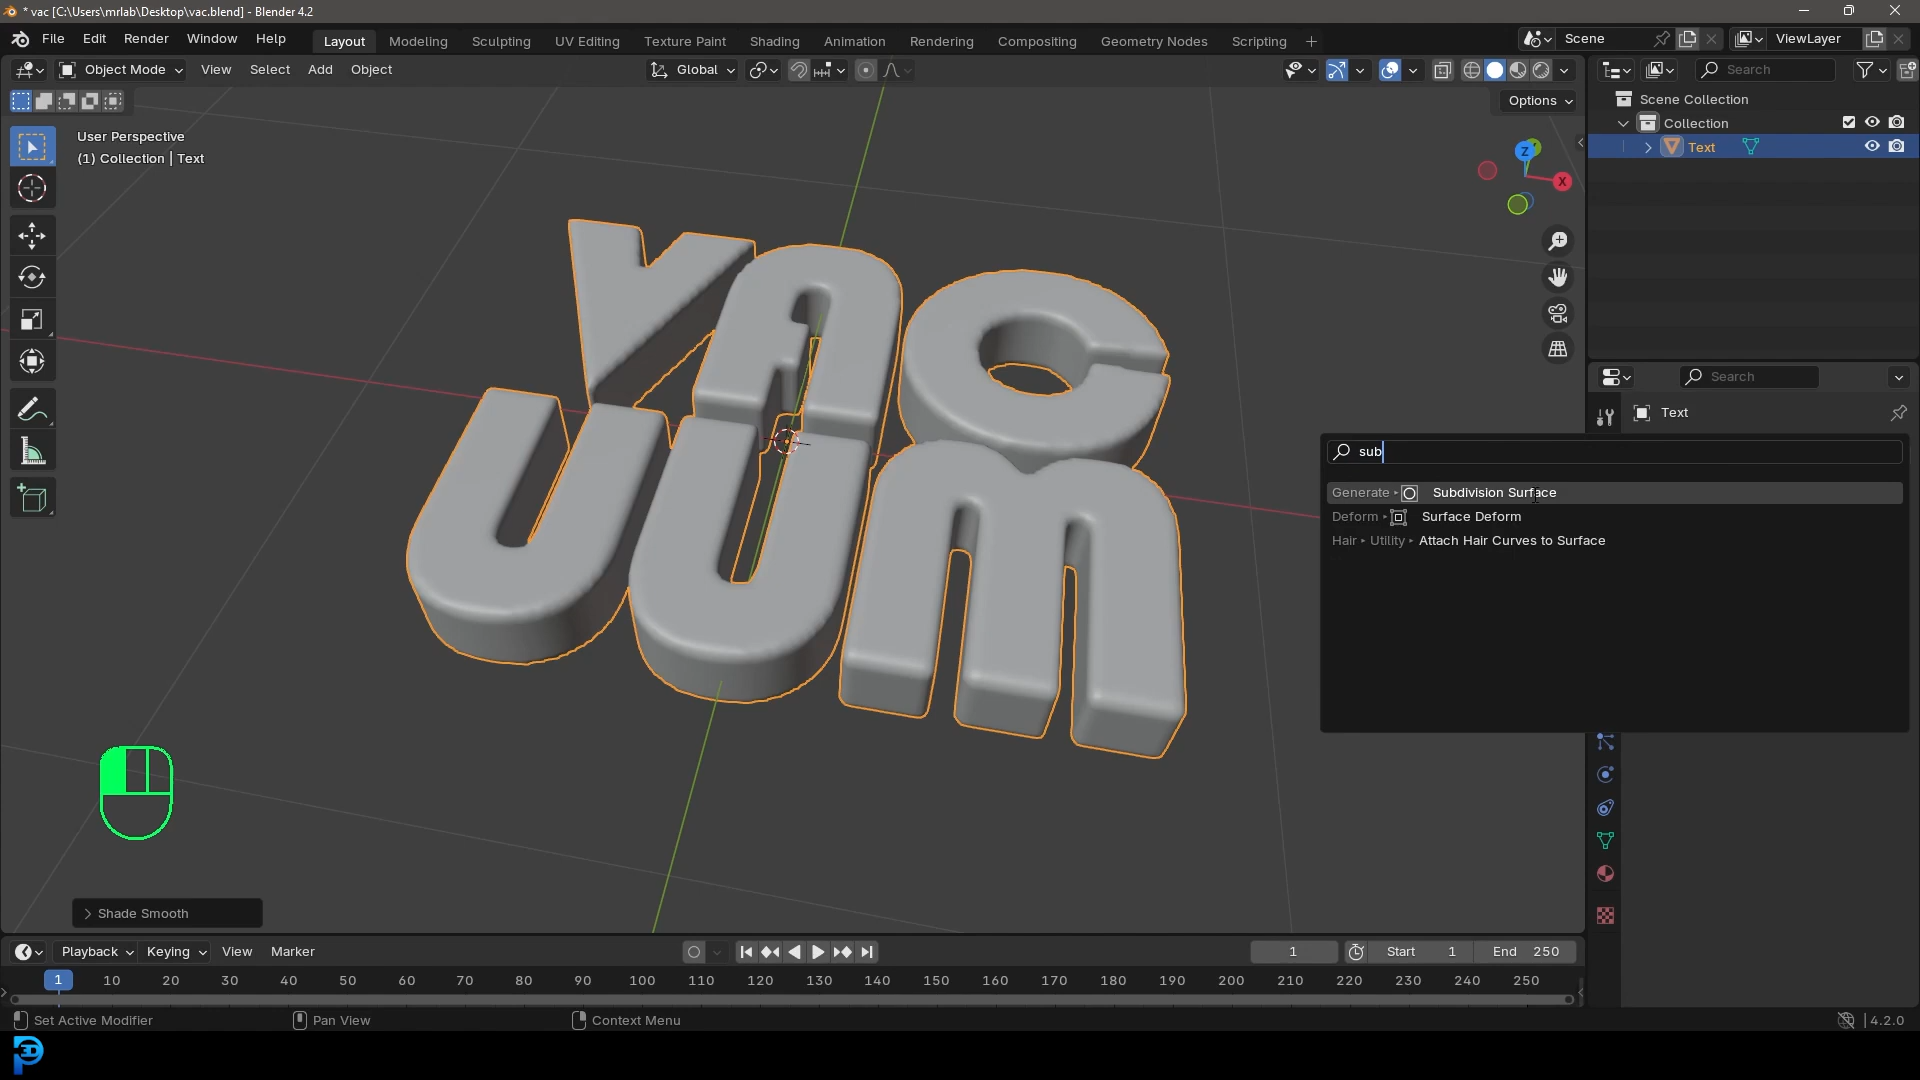 * vac [C:\Users\mrlab\Desktop\vac.blend] - Blender 4.2
File Edit Render Window Help
Layout Modeling Sculpting UV Editing Texture Paint Shading Animation Rendering Compositing Geometry Nodes Scripting +
Scene
ViewLayer
Object Mode View Select Add Object
Global
Search
Options
User Perspective
(1) Collection | Text
Z
X
Scene Collection
Collection
Text
VAC
UUM
Search
Text
sub
Generate Subdivision Surface
Deform Surface Deform
Hair Utility Attach Hair Curves to Surface
Shade Smooth
Playback Keying View Marker
1
Start 1
End 250
1 10 20 30 40 50 60 70 80 90 100 110 120 130 140 150 160 170 180 190 200 210 220 230 240 250
Set Active Modifier
Pan View
Context Menu
4.2.0
3D